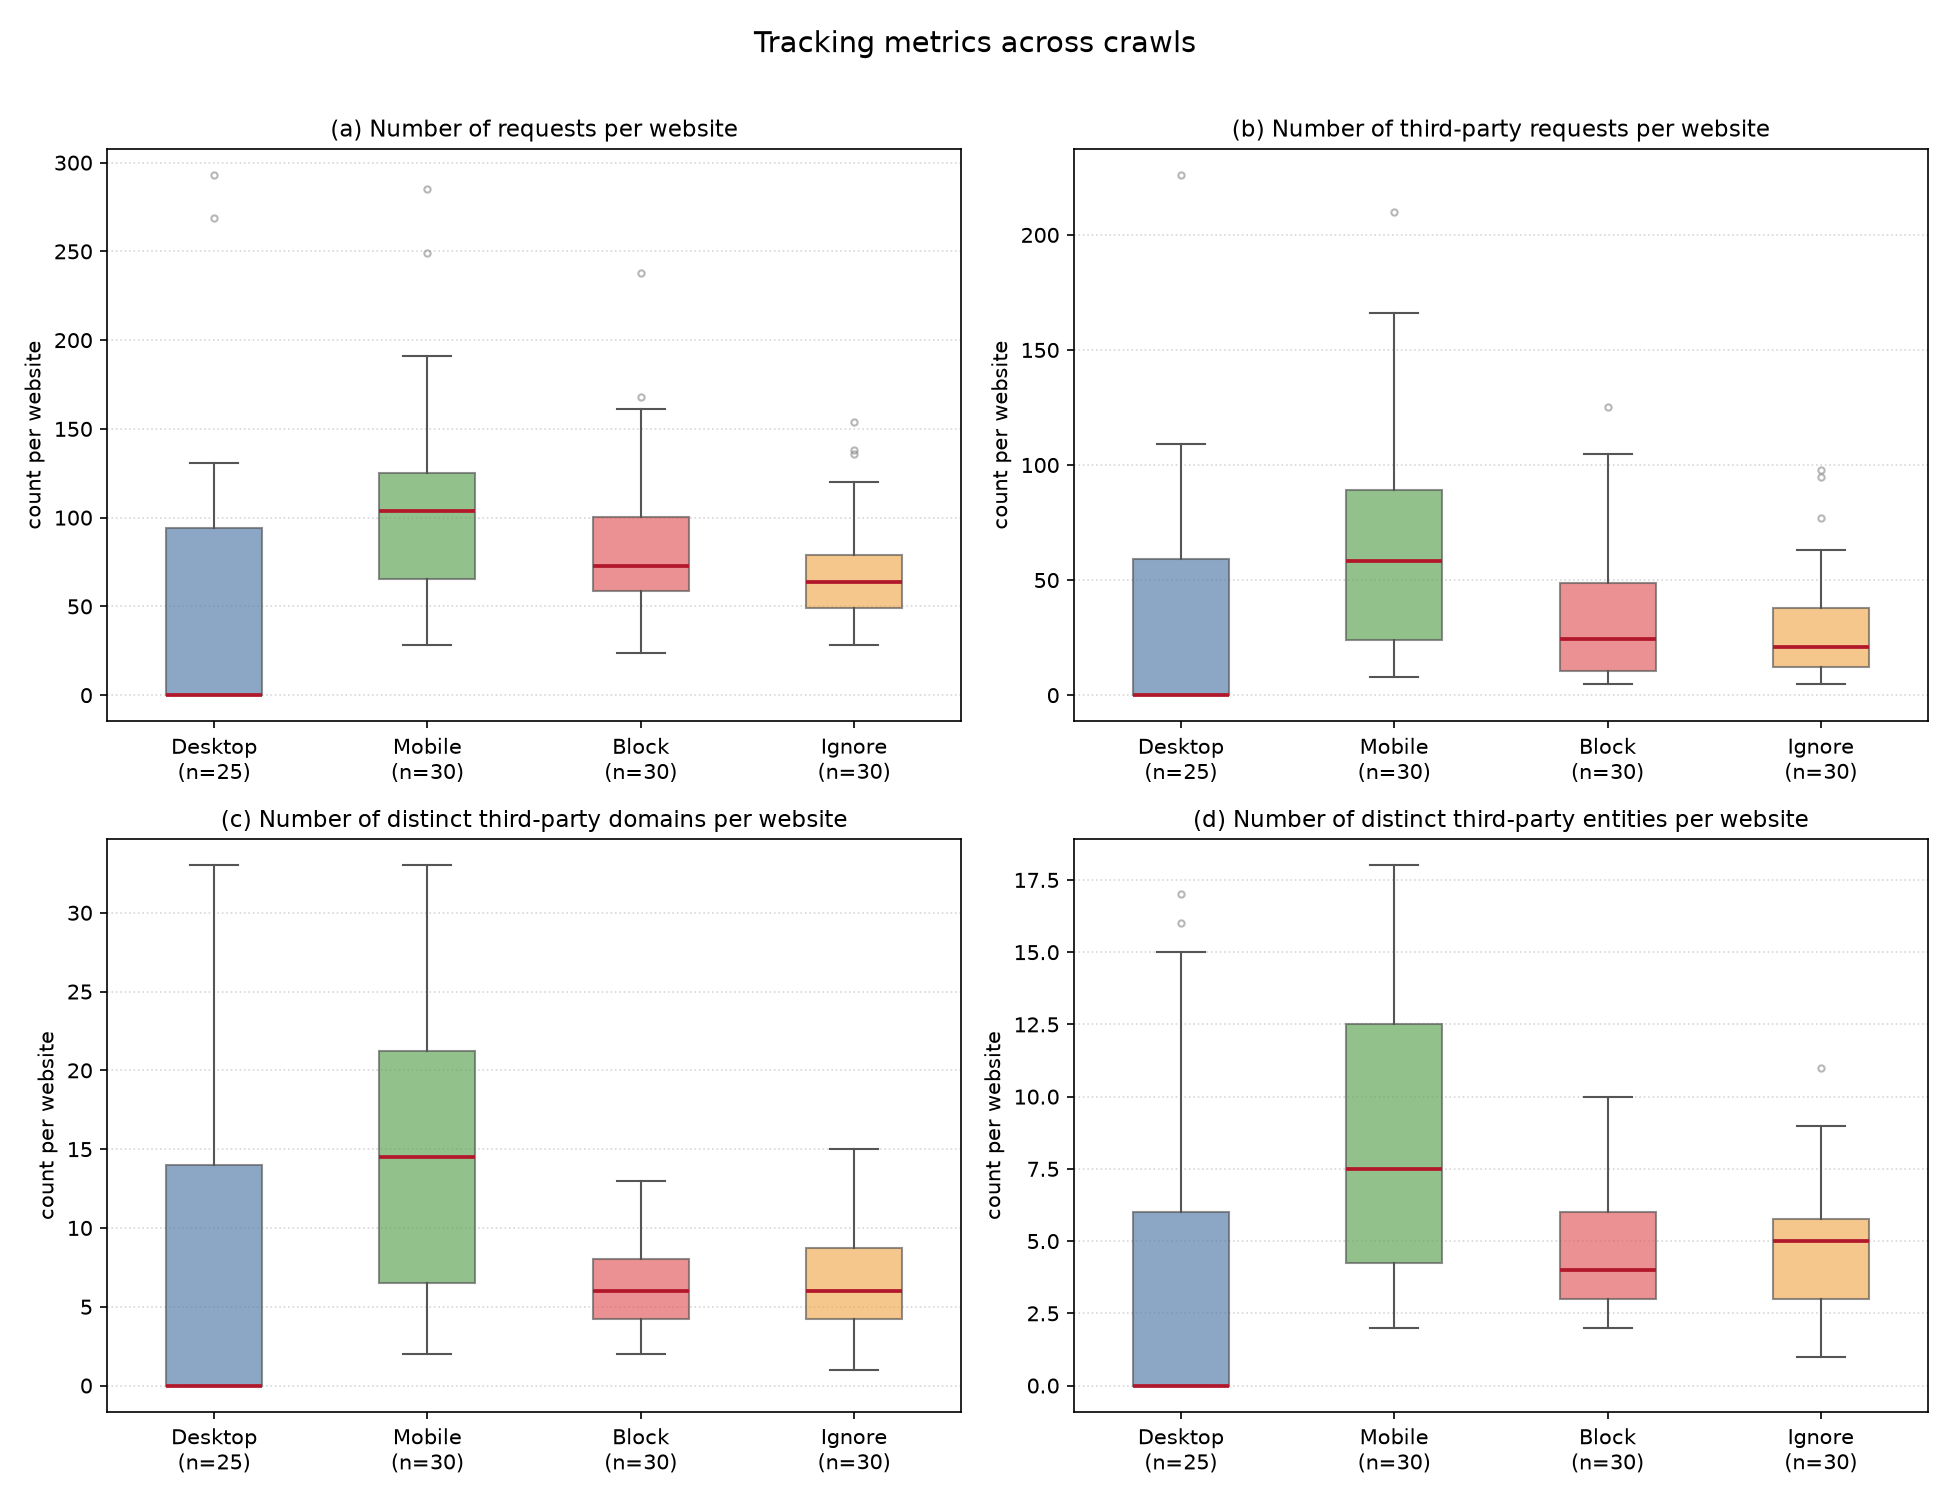 Tracking metrics across crawls
(a) Number of requests per website
300
250
200
150
100
50
0
count per website
Desktop
(n=25)
Mobile
(n=30)
Block
(n=30)
Ignore
(n=30)
(b) Number of third-party requests per website
200
150
100
50
0
count per website
Desktop
(n=25)
Mobile
(n=30)
Block
(n=30)
Ignore
(n=30)
(c) Number of distinct third-party domains per website
30
25
20
15
10
5
0
count per website
Desktop
(n=25)
Mobile
(n=30)
Block
(n=30)
Ignore
(n=30)
(d) Number of distinct third-party entities per website
17.5
15.0
12.5
10.0
7.5
5.0
2.5
0.0
count per website
Desktop
(n=25)
Mobile
(n=30)
Block
(n=30)
Ignore
(n=30)